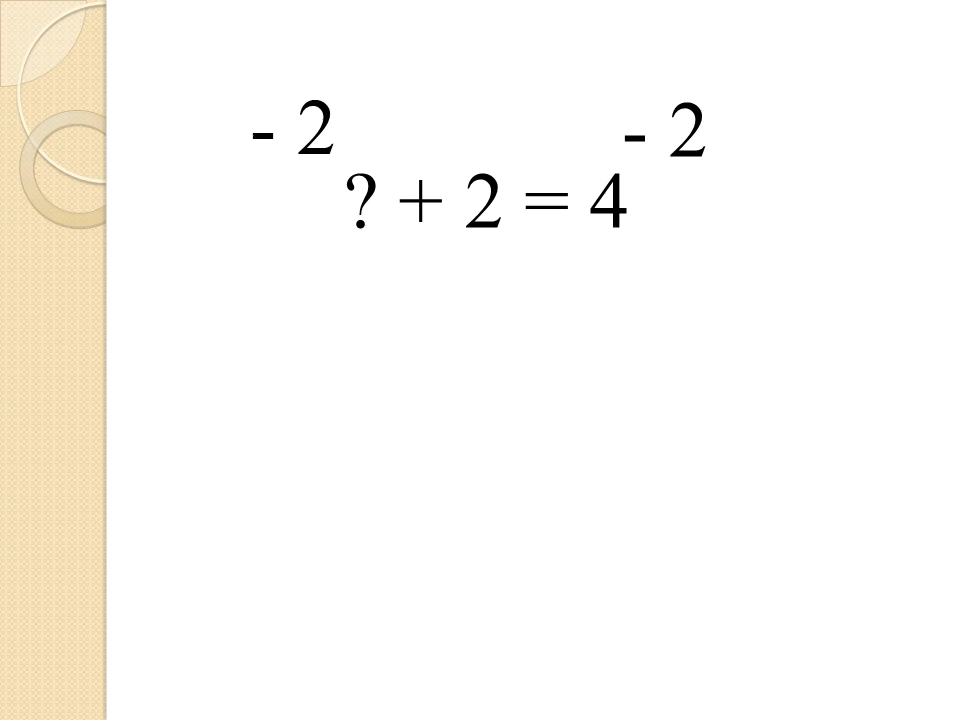 - 2 - 2
? + 2 = 4